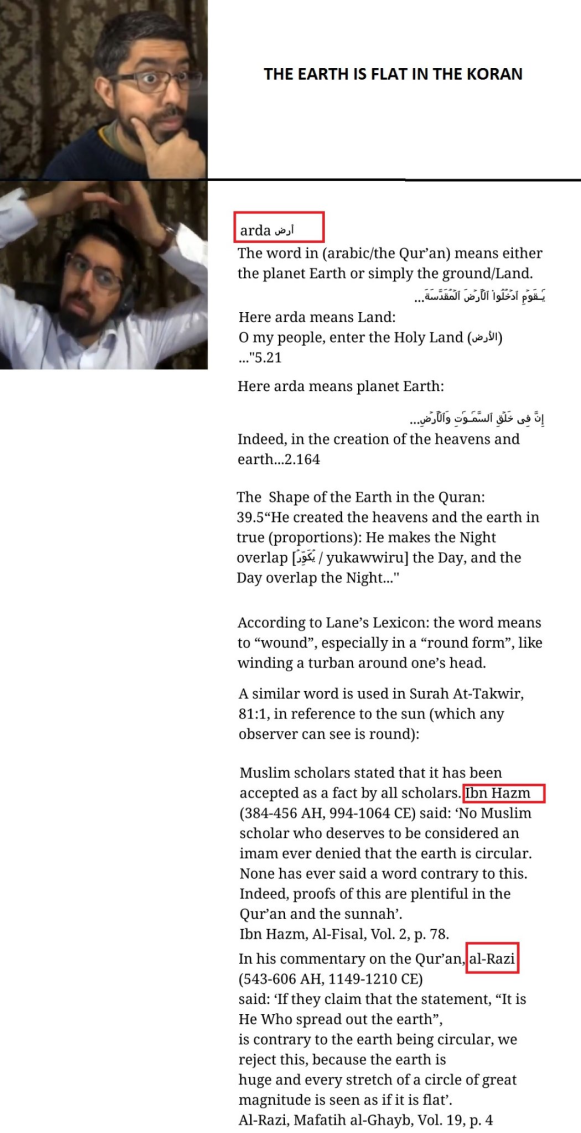 THE EARTH IS FLAT IN THE KORAN
arda أرض
The word in (arabic/the Qur’an) means either
the planet Earth or simply the ground/Land.
يَـٰقَوْمِ ٱدْخُلُوا۟ ٱلْأَرْضَ ٱلْمُقَدَّسَةَ...
Here arda means Land:
O my people, enter the Holy Land (الأرض)
..."5.21
Here arda means planet Earth:
إِنَّ فِى خَلْقِ ٱلسَّمَـٰوَٰتِ وَٱلْأَرْضِ...
Indeed, in the creation of the heavens and
earth...2.164
The Shape of the Earth in the Quran:
39.5“He created the heavens and the earth in
true (proportions): He makes the Night
overlap [يُكَوِّرُ / yukawwiru] the Day, and the
Day overlap the Night..."
According to Lane’s Lexicon: the word means
to “wound”, especially in a “round form”, like
winding a turban around one’s head.
A similar word is used in Surah At-Takwir,
81:1, in reference to the sun (which any
observer can see is round):
Muslim scholars stated that it has been
accepted as a fact by all scholars. Ibn Hazm
(384-456 AH, 994-1064 CE) said: ‘No Muslim
scholar who deserves to be considered an
imam ever denied that the earth is circular.
None has ever said a word contrary to this.
Indeed, proofs of this are plentiful in the
Qur’an and the sunnah’.
Ibn Hazm, Al-Fisal, Vol. 2, p. 78.
In his commentary on the Qur’an, al-Razi
(543-606 AH, 1149-1210 CE)
said: ‘If they claim that the statement, “It is
He Who spread out the earth”,
is contrary to the earth being circular, we
reject this, because the earth is
huge and every stretch of a circle of great
magnitude is seen as if it is flat’.
Al-Razi, Mafatih al-Ghayb, Vol. 19, p. 4